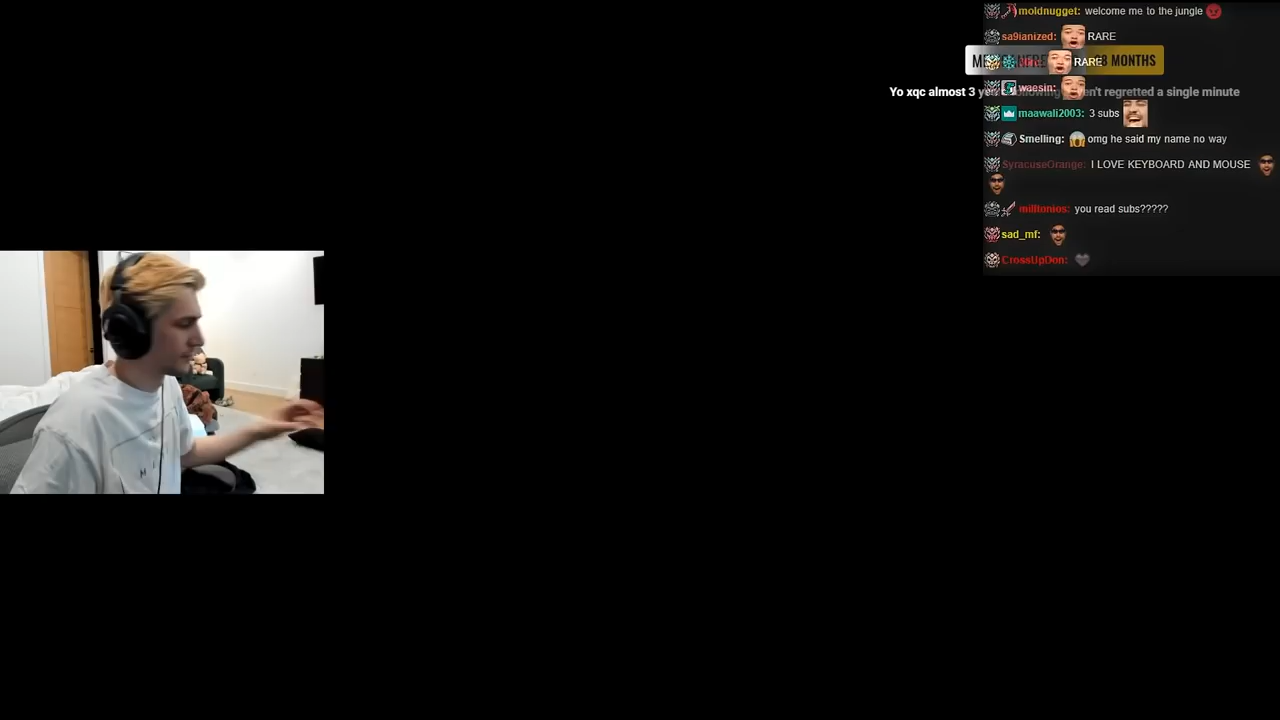 moldnugget: welcome me to the jungle
sa9ianized: RARE
RARE
8 MONTHS
Yo xqc almost 3 n't regretted a single minute
waesin:
maawali2003: 3 subs
Smelling: omg he said my name no way
SyracuseOrange: I LOVE KEYBOARD AND MOUSE
milltonios: you read subs?????
sad_mf:
CrossUpDon: